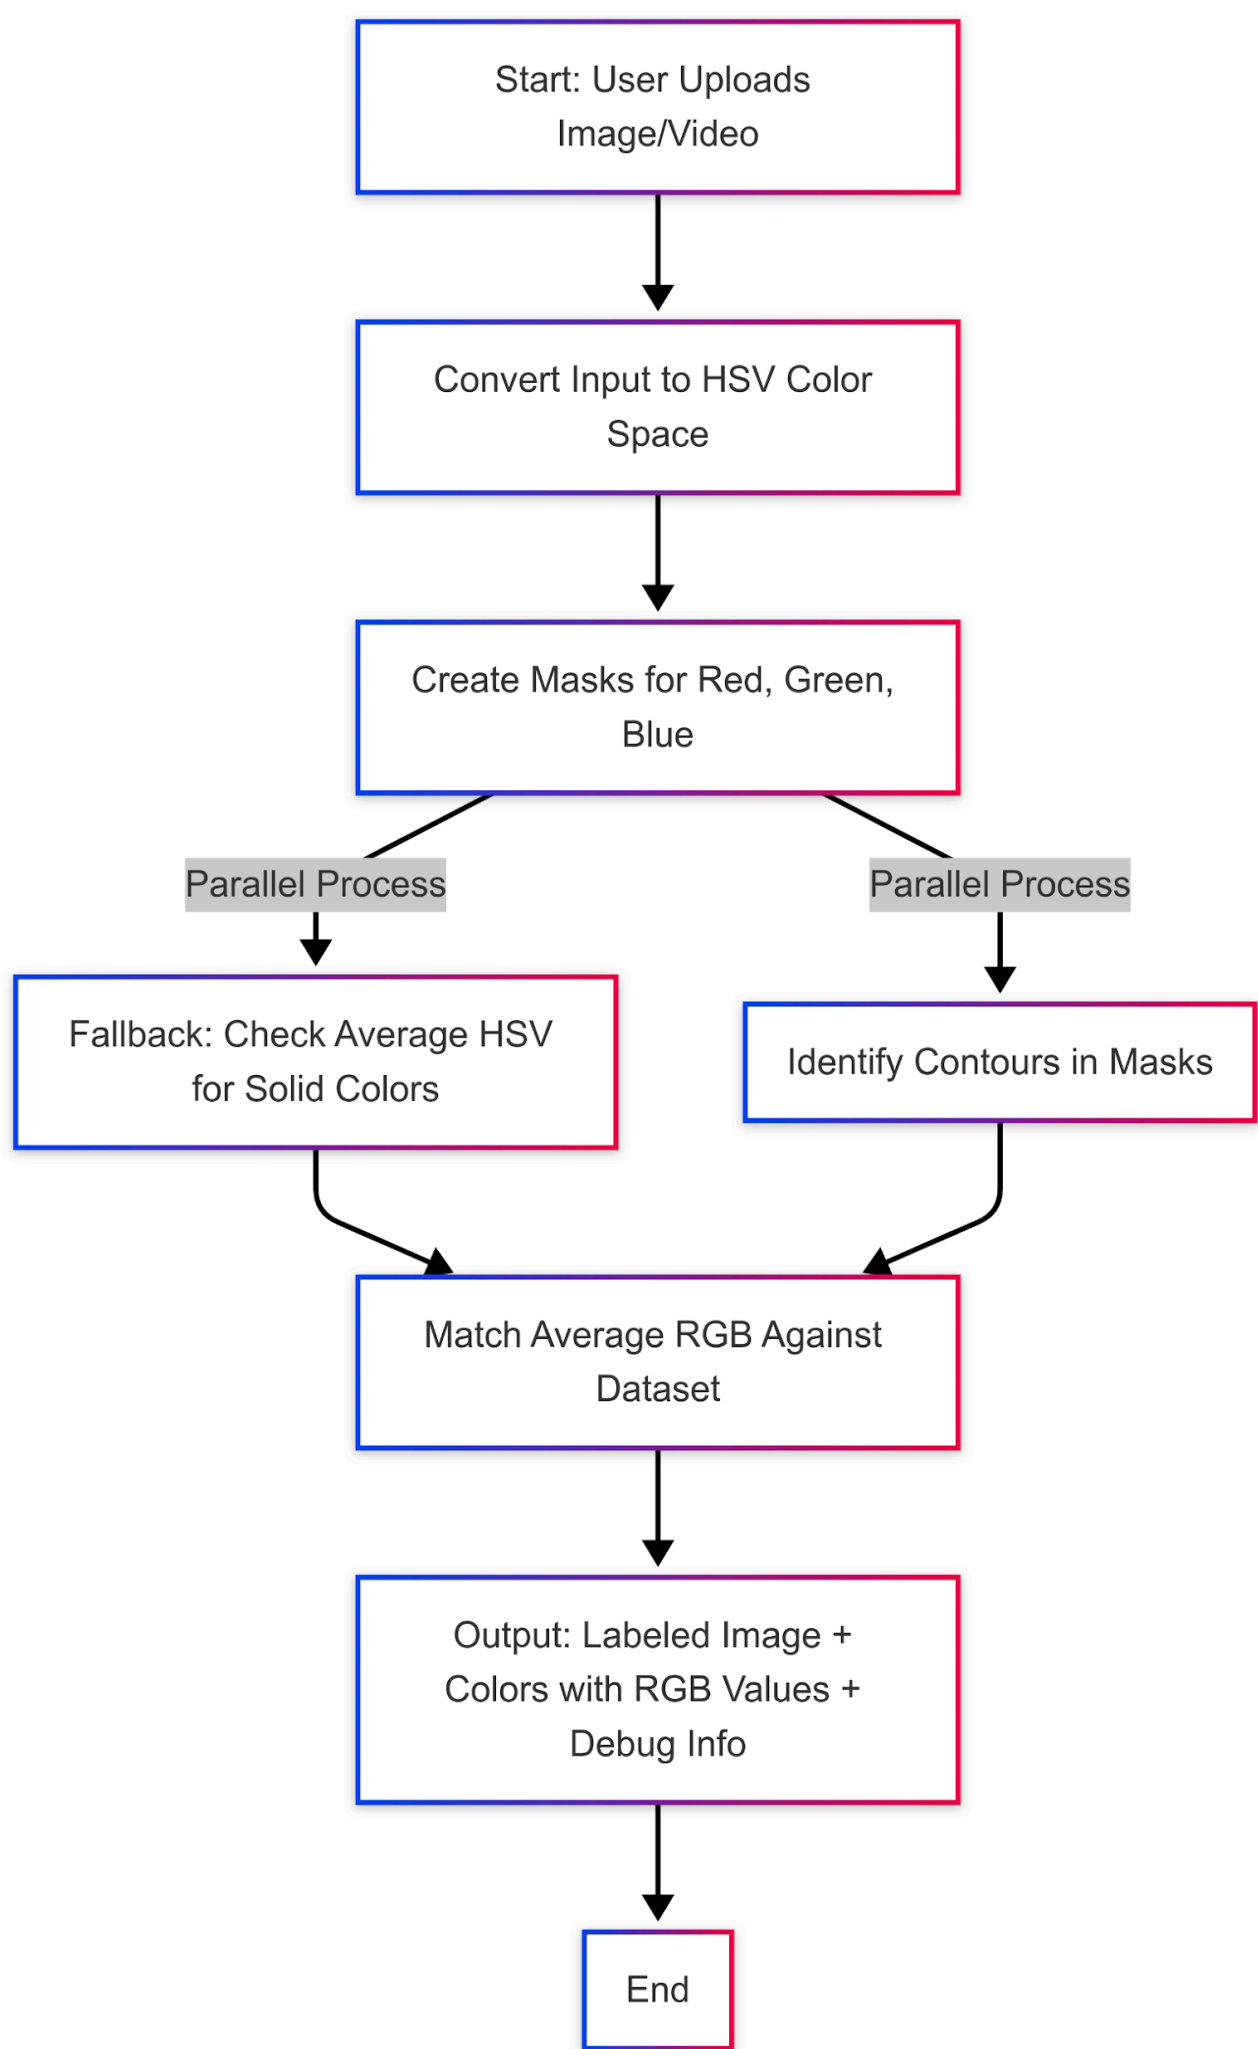 Start: User Uploads
Image/Video
Convert Input to HSV Color
Space
Create Masks for Red, Green,
Blue
Parallel Process
Parallel Process
Fallback: Check Average HSV
for Solid Colors
Identify Contours in Masks
Match Average RGB Against
Dataset
Output: Labeled Image +
Colors with RGB Values +
Debug Info
End